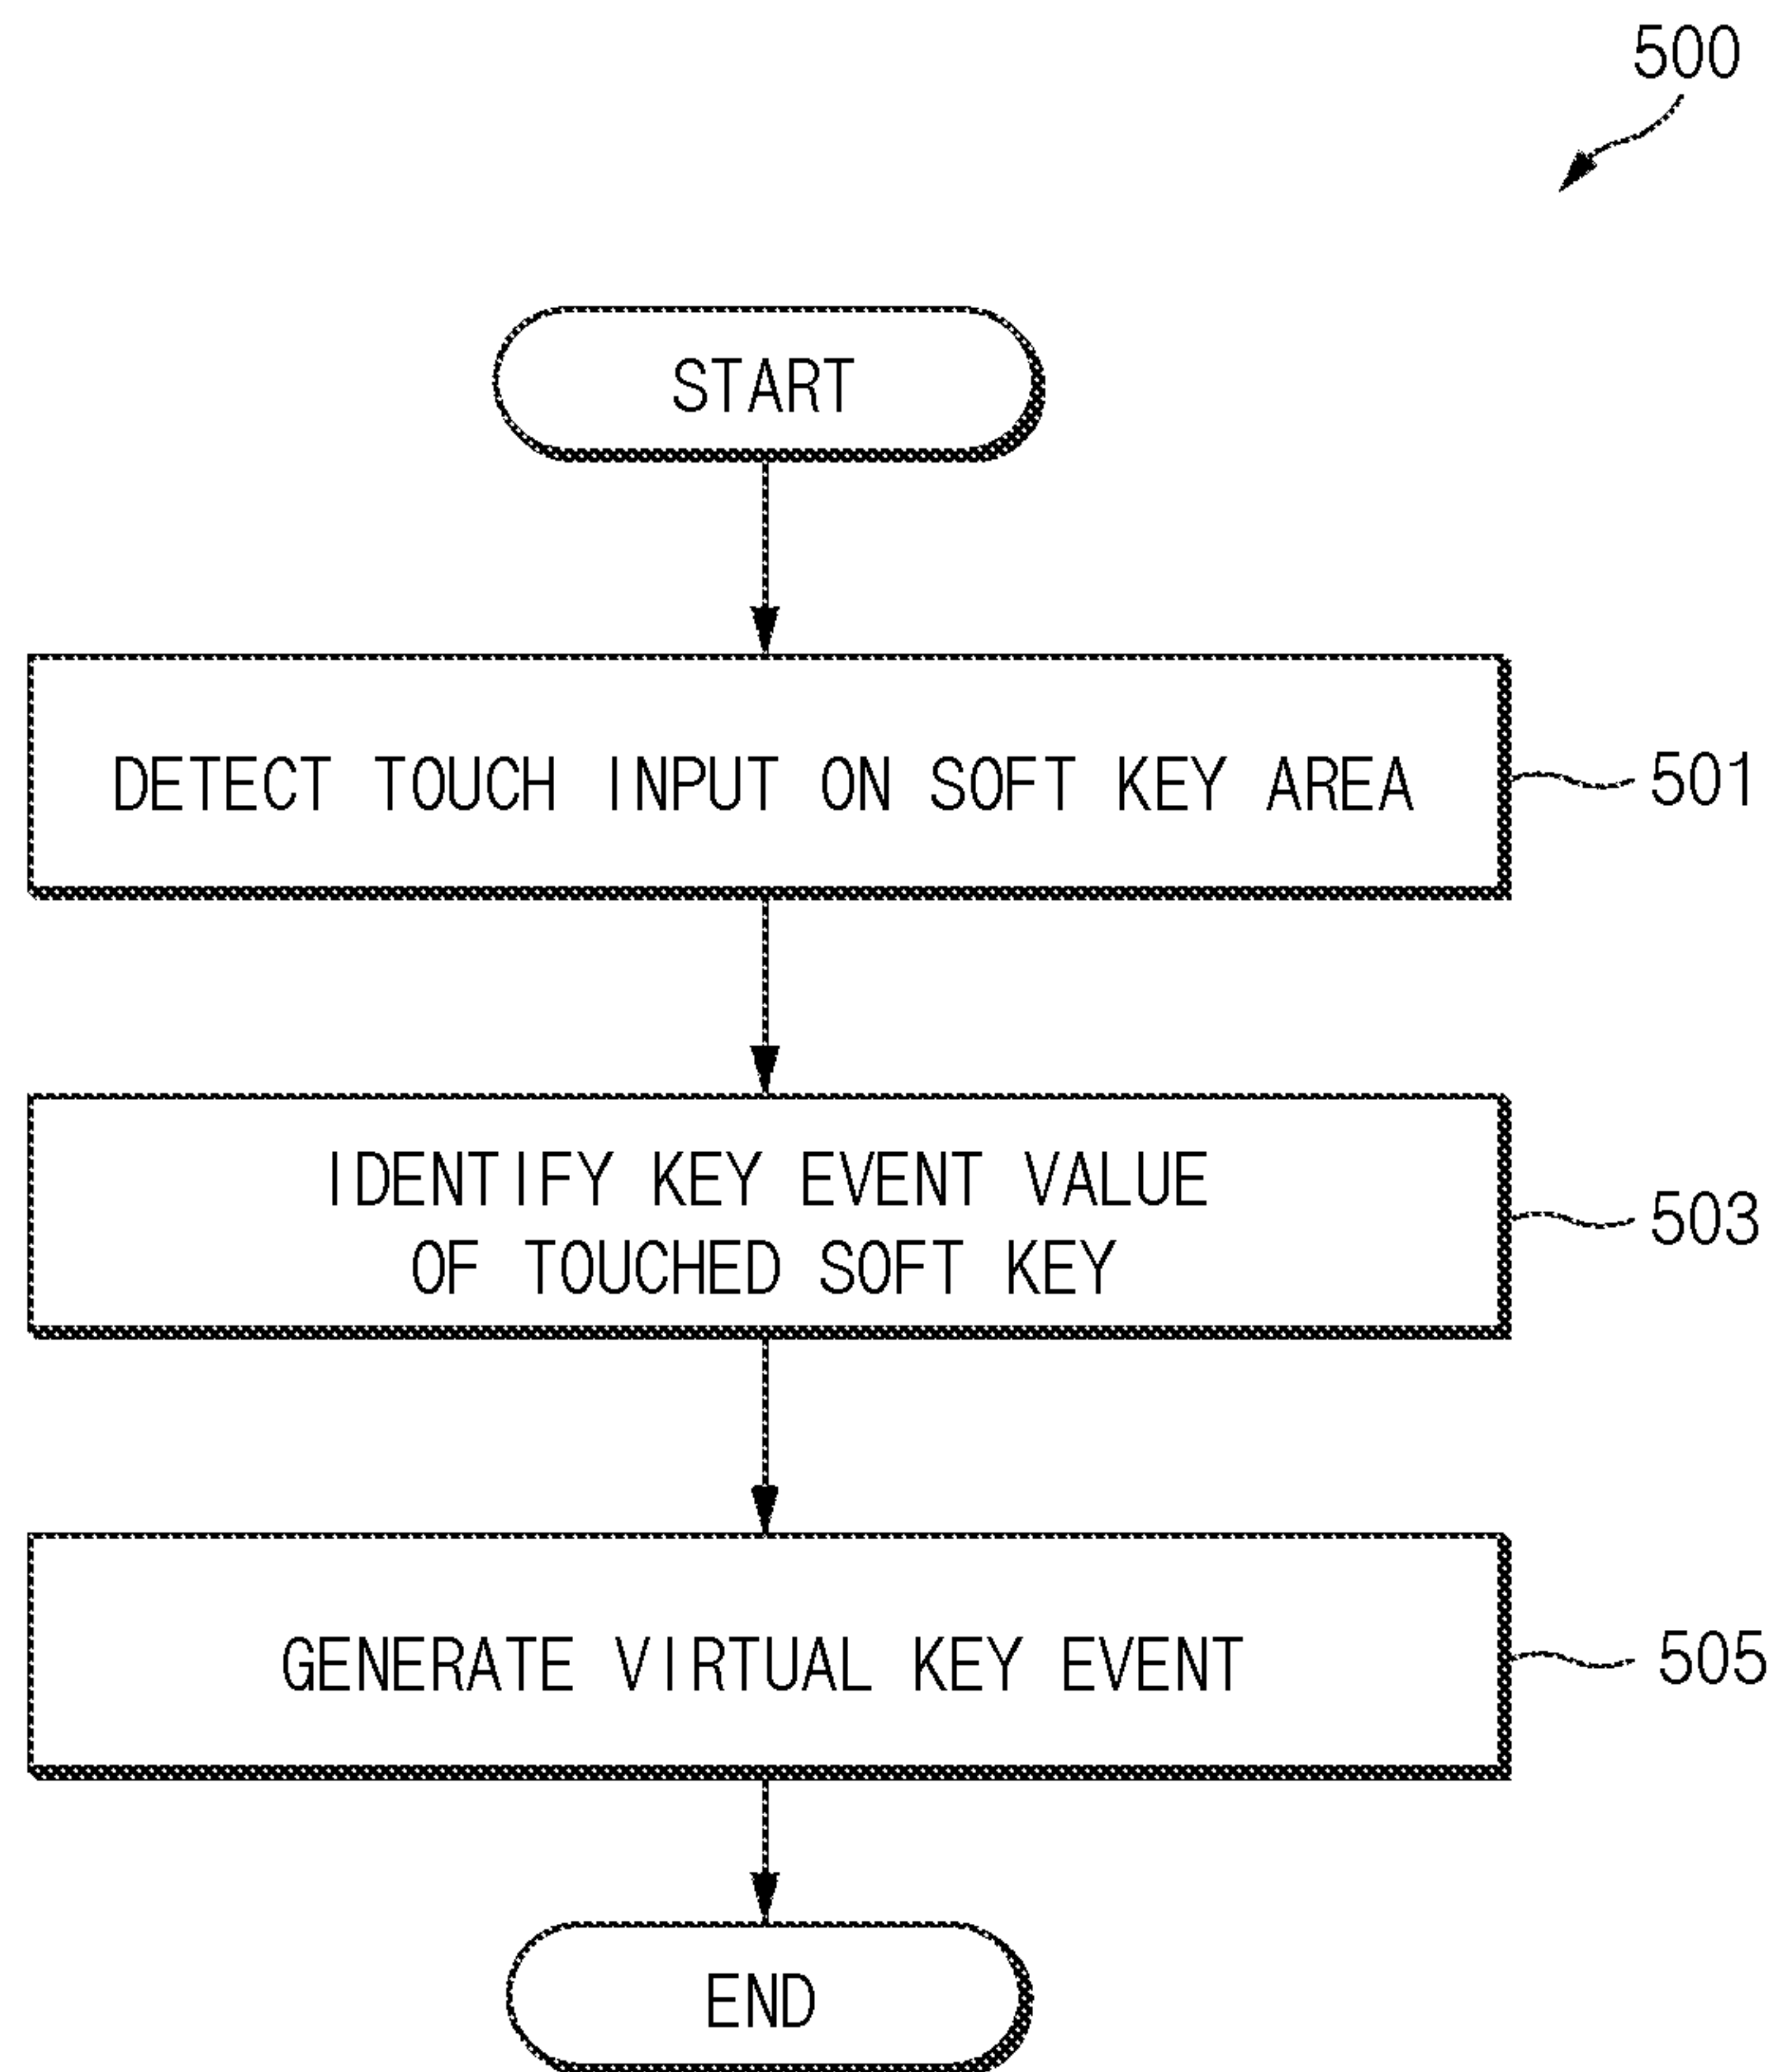 500
START
DETECT TOUCH INPUT ON SOFT KEY AREA
501
IDENTIFY KEY EVENT VALUE
OF TOUCHED SOFT KEY
503
GENERATE VIRTUAL KEY EVENT
505
END